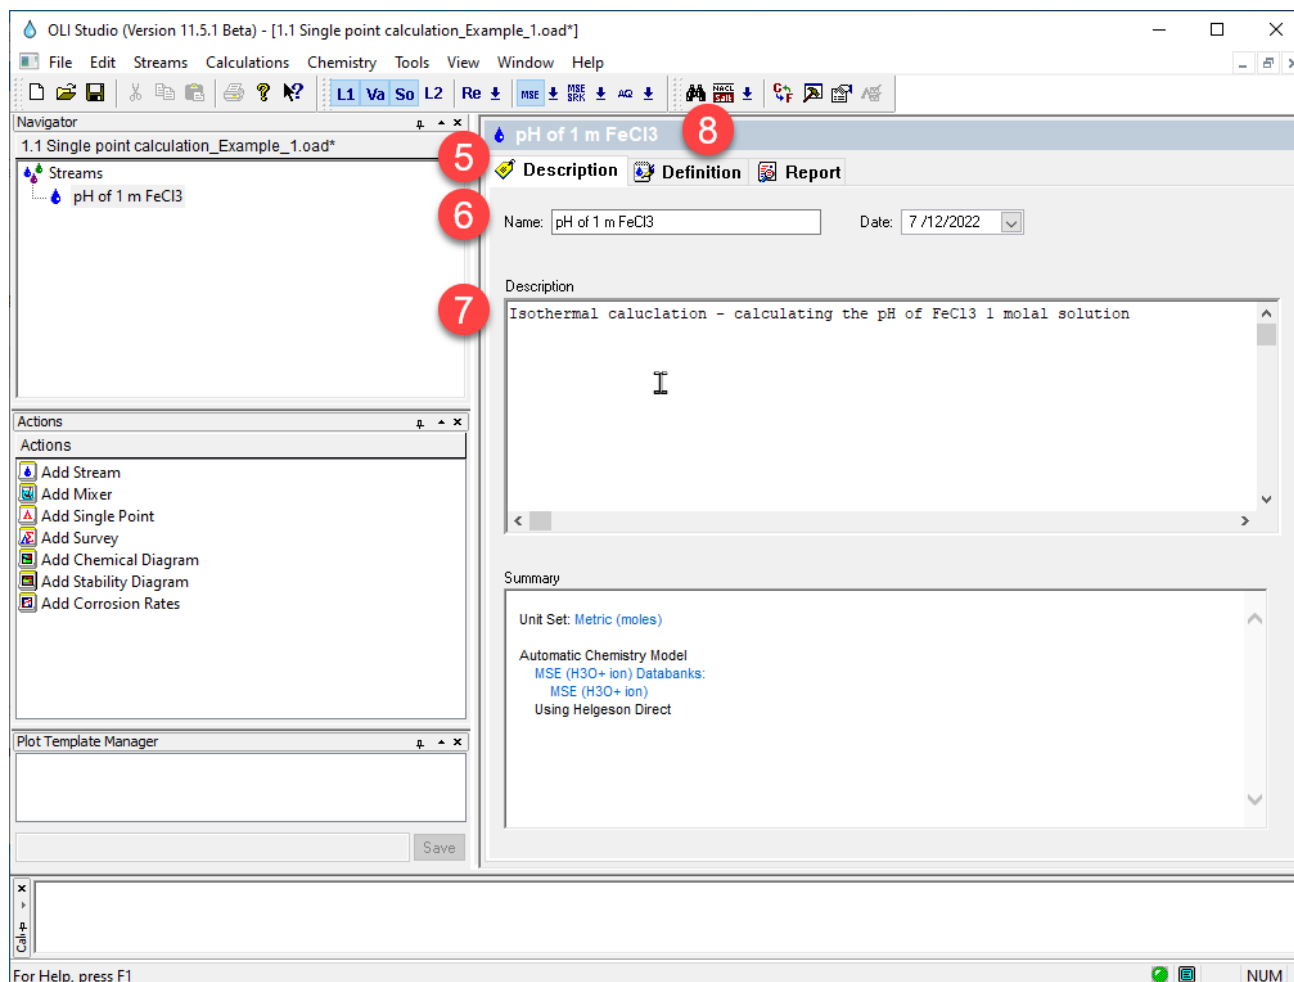 OLI Studio (Version 11.5.1 Beta) - [1.1 Single point calculation_Example_1.oad*]
File Edit Streams Calculations Chemistry Tools View Window Help
L1 Va So L2 Re MSE MSE SRK AQ NACL Salt C F
Navigator
1.1 Single point calculation_Example_1.oad*
Streams
pH of 1 m FeCl3
Actions
Actions
Add Stream
Add Mixer
Add Single Point
Add Survey
Add Chemical Diagram
Add Stability Diagram
Add Corrosion Rates
Plot Template Manager
Save
pH of 1 m FeCl3
8
5
Description Definition Report
6
Name: pH of 1 m FeCl3 Date: 7 /12/2022
Description
7
Isothermal caluclation - calculating the pH of FeCl3 1 molal solution
Summary
Unit Set: Metric (moles)
Automatic Chemistry Model
MSE (H3O+ ion) Databanks:
MSE (H3O+ ion)
Using Helgeson Direct
For Help, press F1
NUM